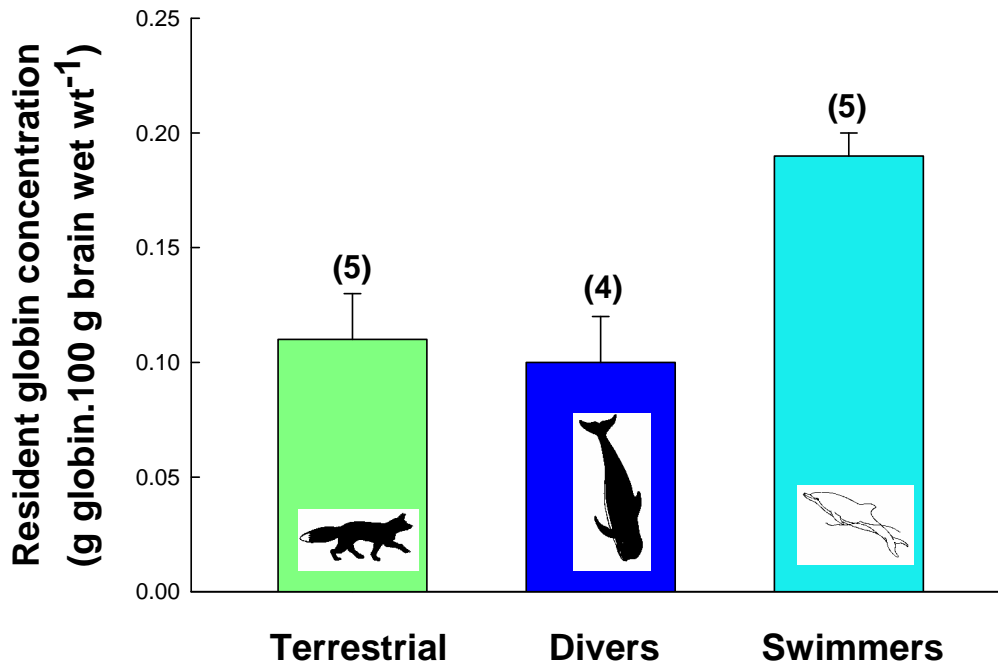 Resident globin concentration
(g globin.100 g brain wet wt-1)
0.25
0.20
0.15
0.10
0.05
0.00
(5)
(4)
(5)
Terrestrial
Divers
Swimmers